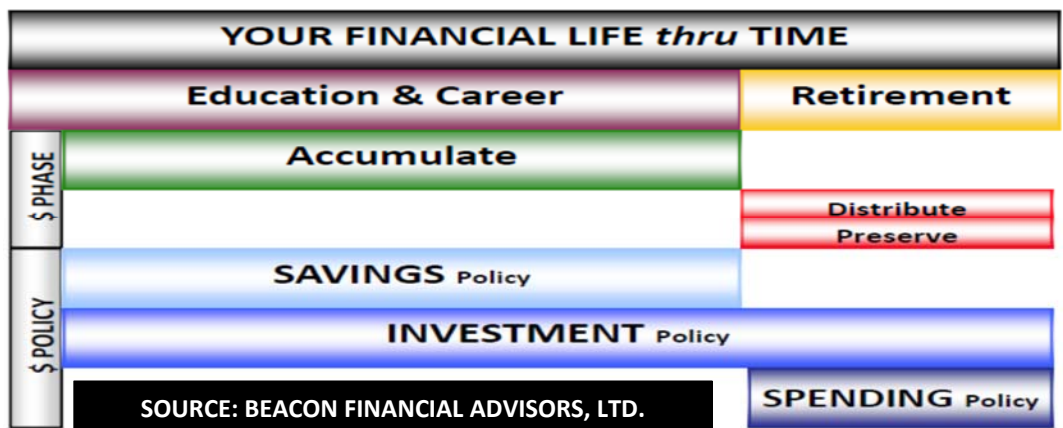 YOUR FINANCIAL LIFE thru TIME
Education & Career
Retirement
$ PHASE
Accumulate
Distribute
Preserve
$ POLICY
SAVINGS Policy
INVESTMENT Policy
SPENDING Policy
SOURCE: BEACON FINANCIAL ADVISORS, LTD.